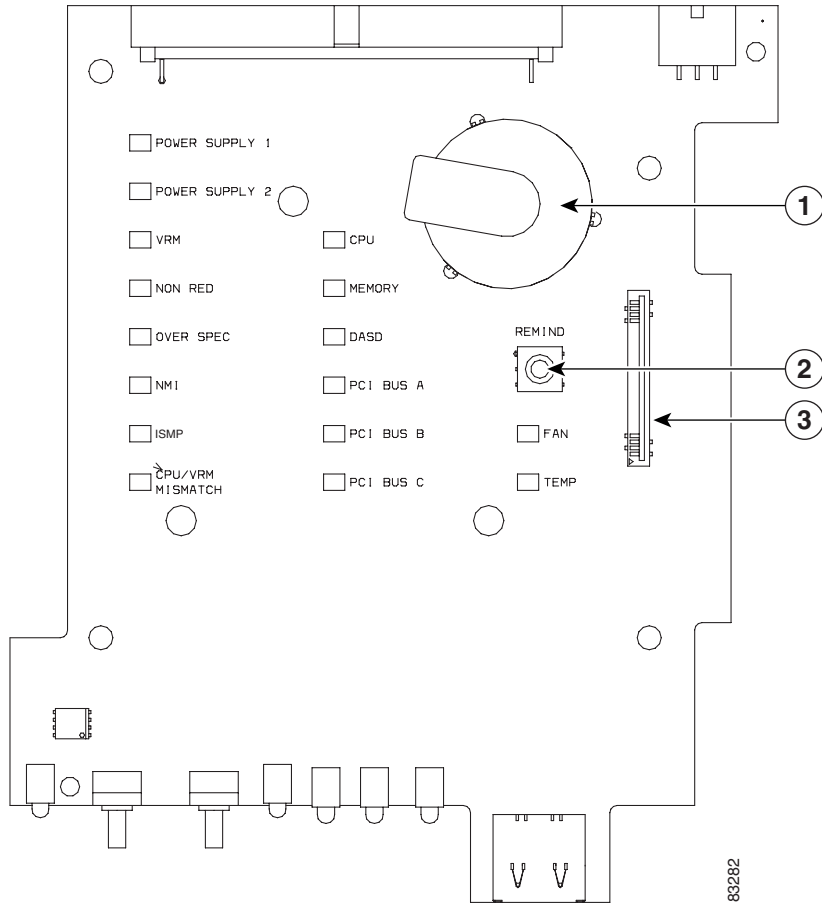 POWER SUPPLY 1
POWER SUPPLY 2
1
VRM
CPU
NON RED
MEMORY
OVER SPEC
DASD
REMIND
2
NMI
PCI BUS A
3
ISMP
PCI BUS B
FAN
CPU/VRM
MISMATCH
PCI BUS C
TEMP
83282